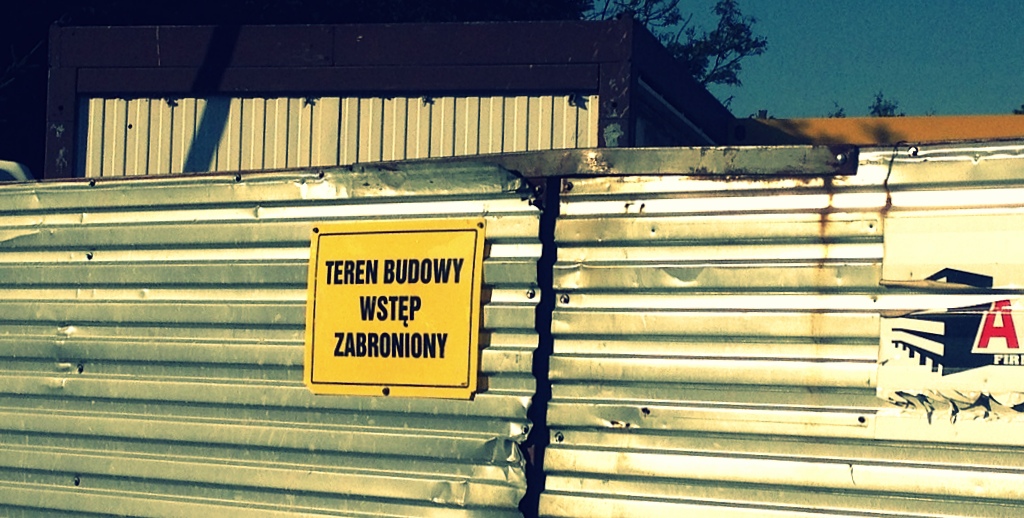 TEREN BUDOWY
WSTĘP
ZABRONIONY
A